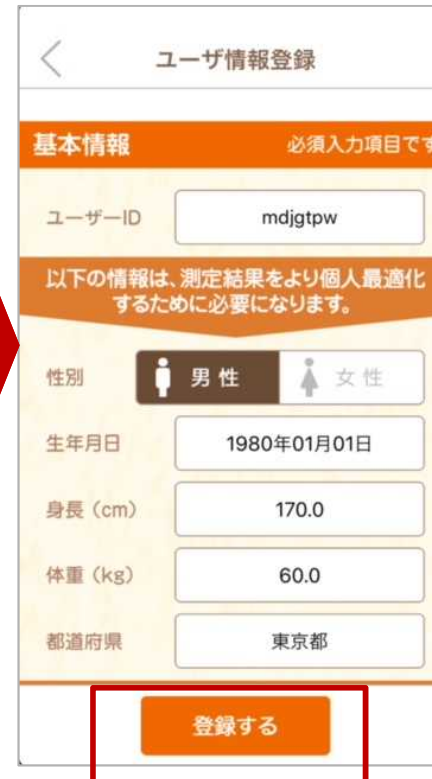 ユーザ情報登録
基本情報 必須入力項目です
ユーザーID mdjgtpw
以下の情報は、測定結果をより個人最適化
するために必要になります。
性別 男性 女性
生年月日 1980年01月01日
身長（cm） 170.0
体重（kg） 60.0
都道府県 東京都
登録する